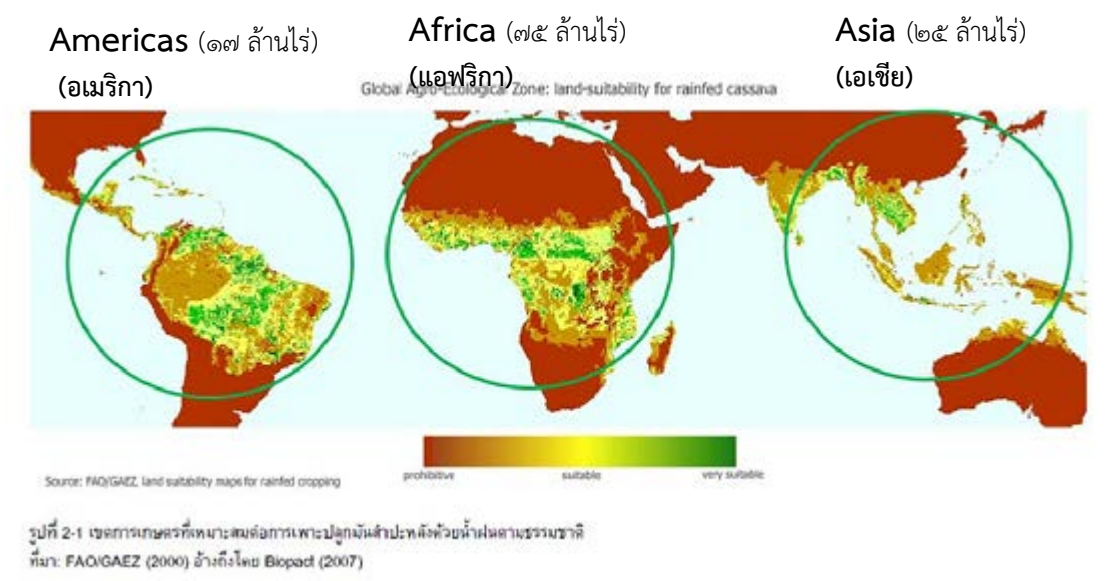 Americas (๑๗ ล้านไร่)
(อเมริกา)
Africa (๗๕ ล้านไร่)
(แอฟริกา)
Asia (๒๕ ล้านไร่)
(เอเชีย)
Global Agro-Ecological Zone: land-suitability for rainfed cassava
prohibitive suitable very suitable
Source: FAO/GAEZ, land suitability maps for rainfed cropping
รูปที่ 2-1 เขตการเกษตรที่เหมาะสมต่อการเพาะปลูกมันสำปะหลังด้วยน้ำฝนตามธรรมชาติ
ที่มา: FAO/GAEZ (2000) อ้างถึงโดย Biopact (2007)